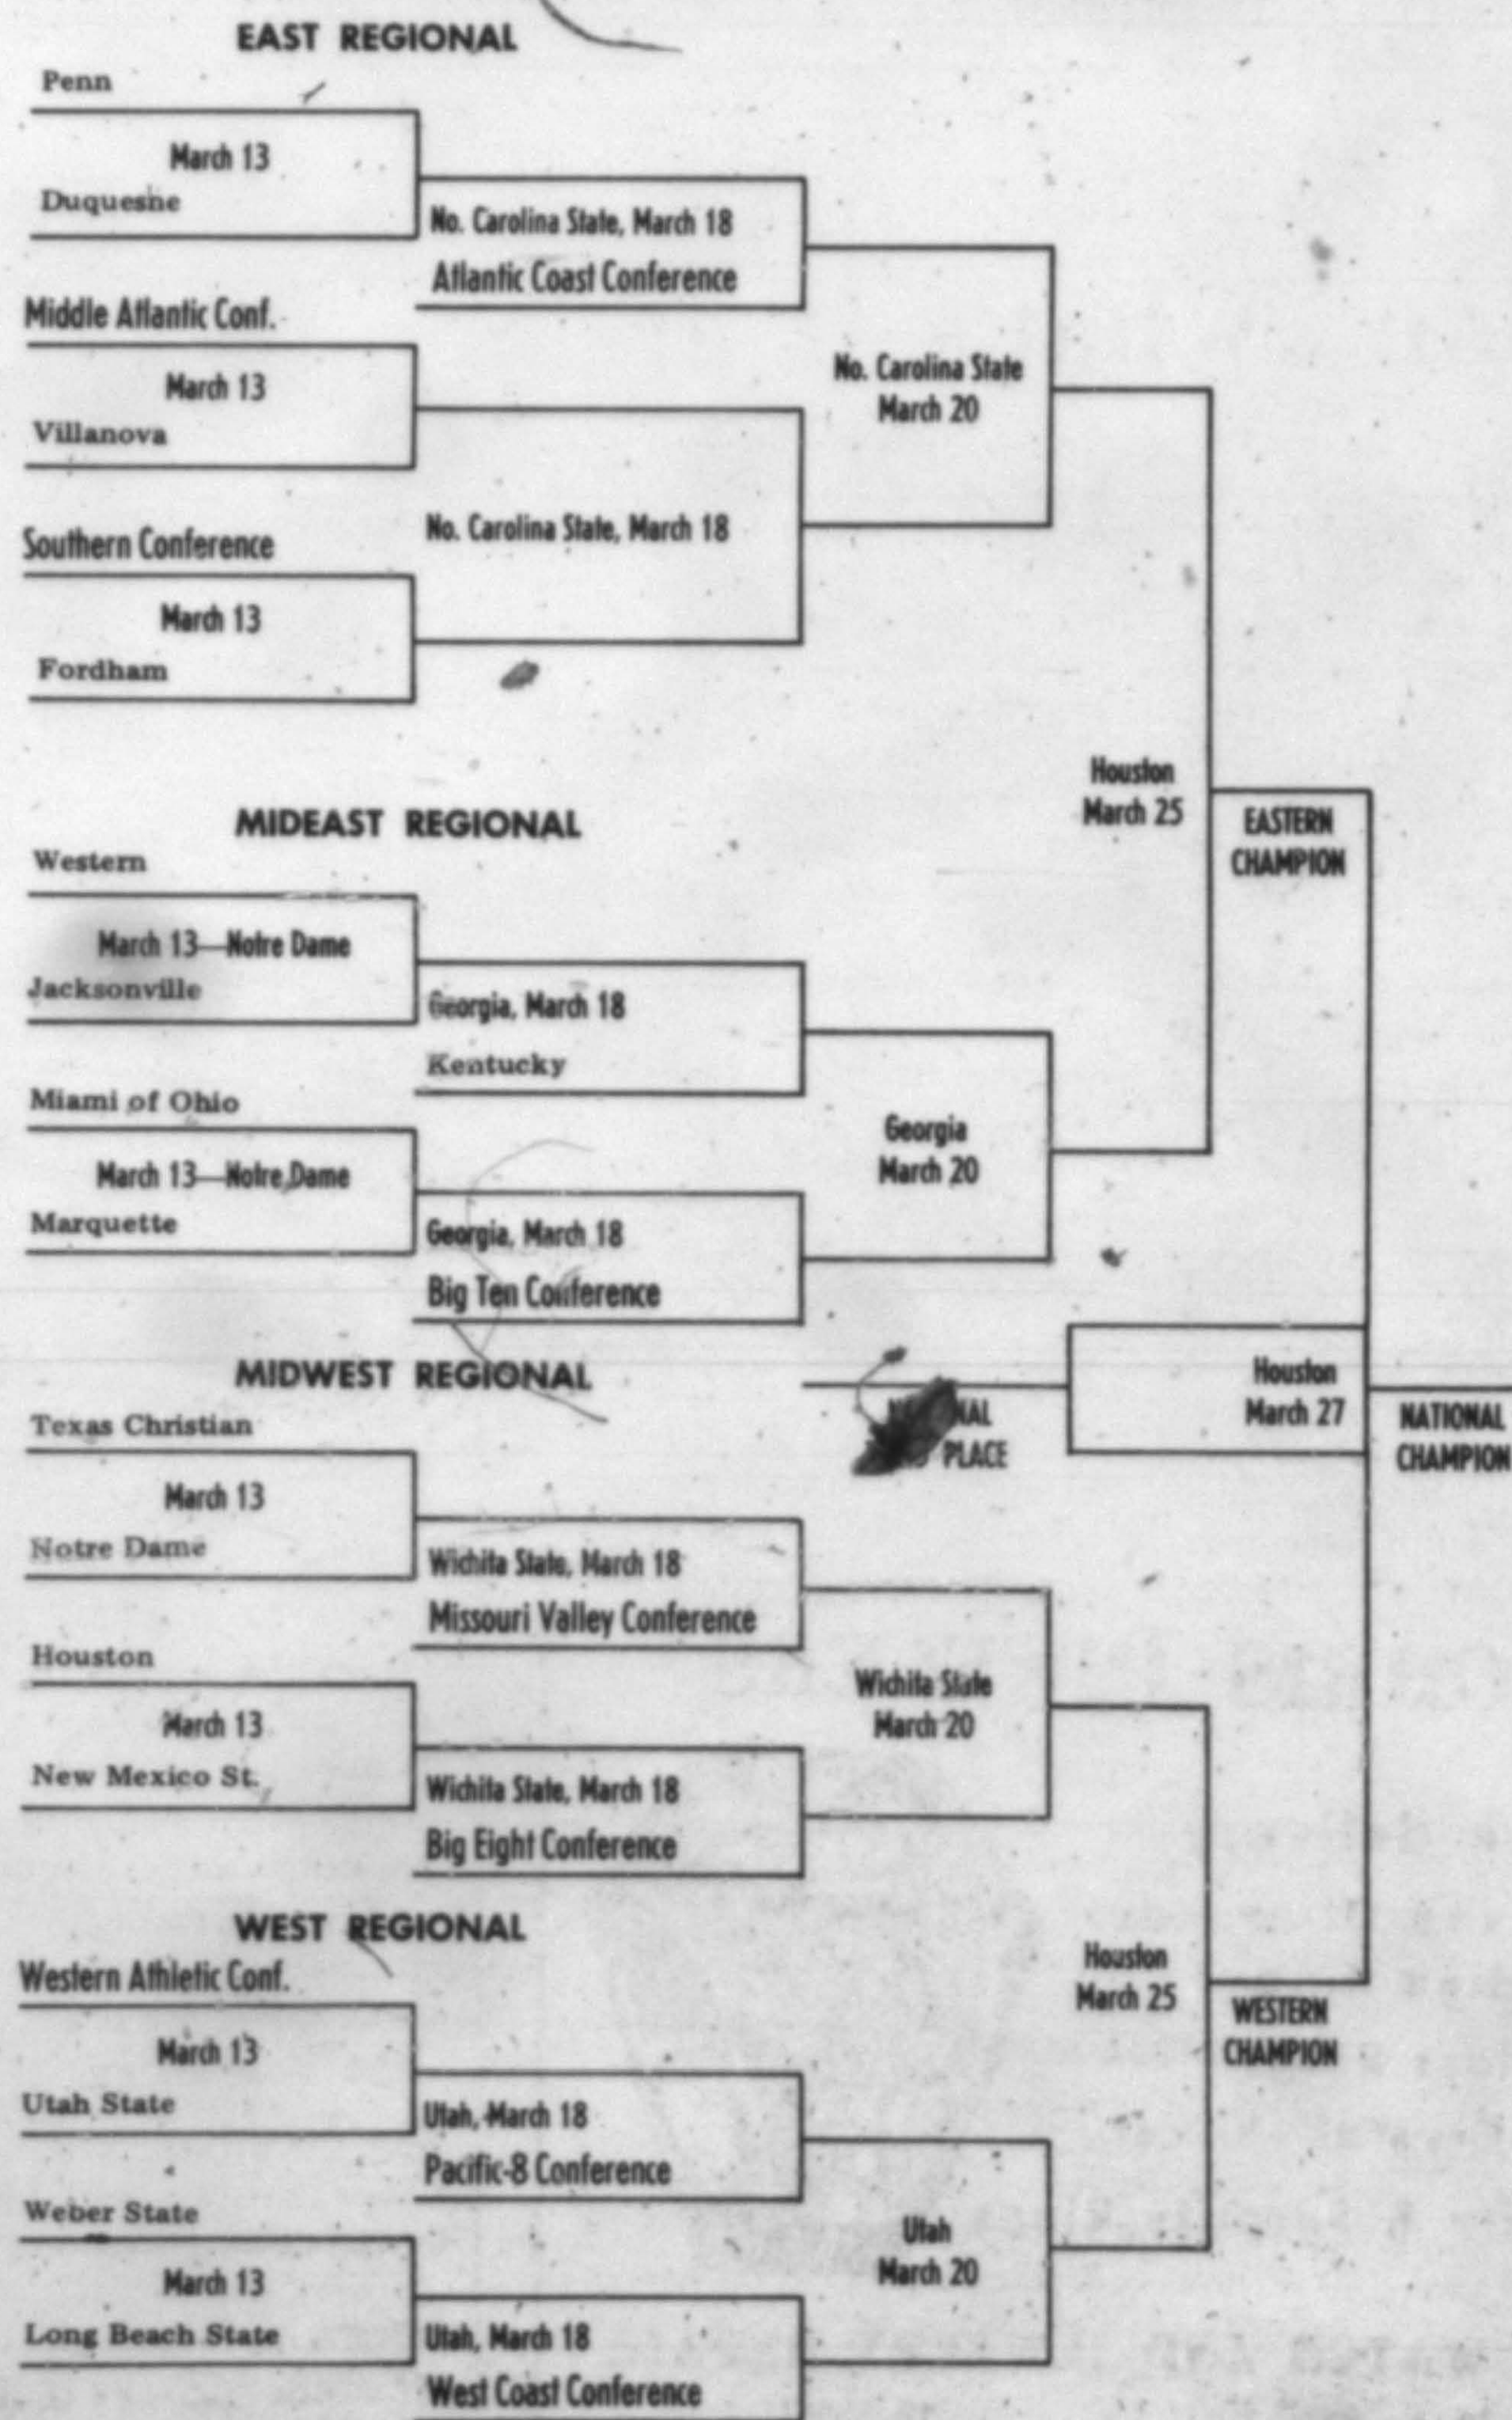 EAST REGIONAL
Penn
March 13
Duquesne
No. Carolina State, March 18
Atlantic Coast Conference
Middle Atlantic Conf.
March 13
Villanova
No. Carolina State
March 20
Southern Conference
No. Carolina State, March 18
March 13
Fordham
Houston
March 25
EASTERN
CHAMPION
MIDEAST REGIONAL
Western
March 13—Notre Dame
Jacksonville
Georgia, March 18
Kentucky
Miami of Ohio
March 13—Notre Dame
Marquette
Georgia, March 18
Big Ten Conference
Georgia
March 20
MIDWEST REGIONAL
Texas Christian
March 13
Notre Dame
Wichita State, March 18
Missouri Valley Conference
PLACE
Houston
March 27
NATIONAL
CHAMPION
Houston
March 13
New Mexico St.
Wichita State, March 18
Big Eight Conference
Wichita State
March 20
WEST REGIONAL
Western Athletic Conf.
March 13
Utah State
Utah, March 18
Pacific-8 Conference
Houston
March 25
WESTERN
CHAMPION
Weber State
March 13
Long Beach State
Utah, March 18
West Coast Conference
Utah
March 20